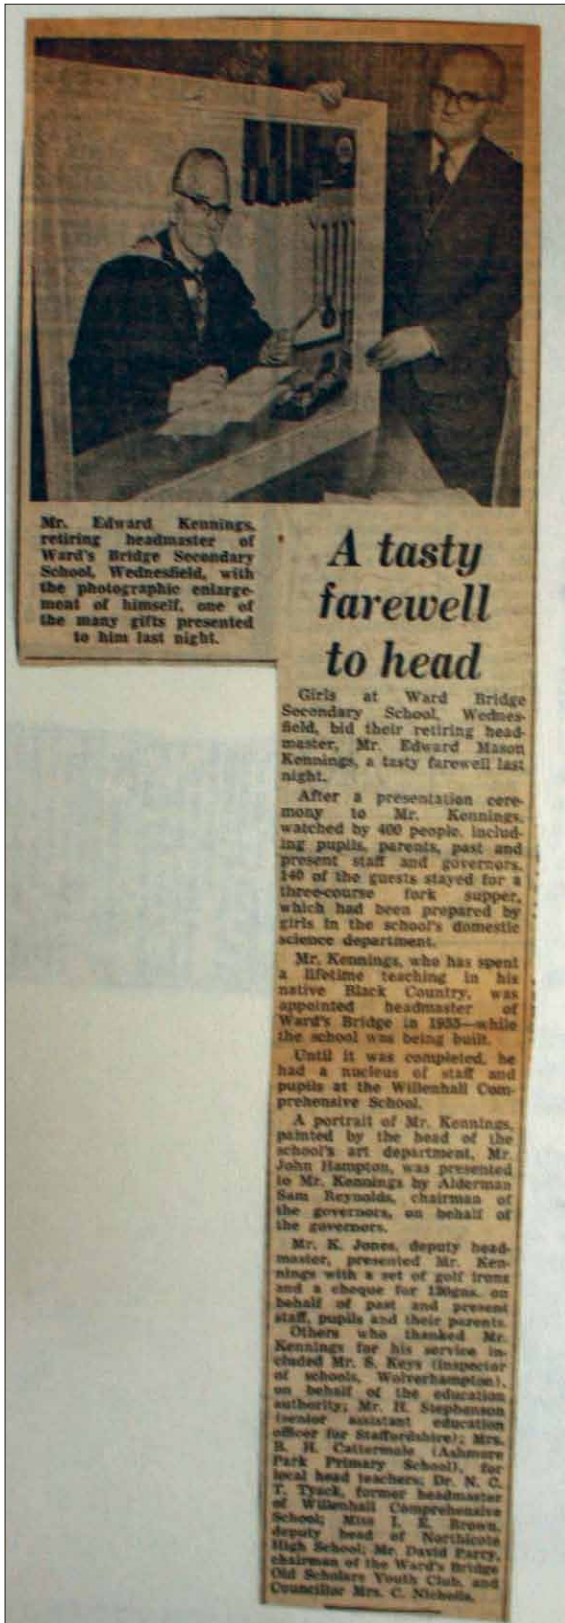 Mr. Edward Kennings,
retiring headmaster of
Ward's Bridge Secondary
School, Wednesfield, with
the photographic enlarge-
ment of himself, one of
the many gifts presented
to him last night.
A tasty
farewell
to head
Girls at Ward Bridge
Secondary School, Wednes-
field, bid their retiring head-
master, Mr. Edward Mason
Kennings, a tasty farewell last
night.
After a presentation cere-
mony to Mr. Kennings,
watched by 400 people, includ-
ing pupils, parents, past and
present staff and governors,
140 of the guests stayed for a
three-course fork supper,
which had been prepared by
girls in the school's domestic
science department.
Mr. Kennings, who has spent
a lifetime teaching in his
native Black Country, was
appointed headmaster of
Ward's Bridge in 1955—while
the school was being built.
Until it was completed, he
had a nucleus of staff and
pupils at the Willenhall Com-
prehensive School.
A portrait of Mr. Kennings,
painted by the head of the
school's art department, Mr.
John Hampton, was presented
to Mr. Kennings by Alderman
Sam Reynolds, chairman of
the governors, on behalf of
the governors.
Mr. K. Jones, deputy head-
master, presented Mr. Ken-
nings with a set of golf irons
and a cheque for 120gns. on
behalf of past and present
staff, pupils and their parents.
Others who thanked Mr.
Kennings for his service in-
cluded Mr. S. Keys (inspector
of schools, Wolverhampton),
on behalf of the education
authority; Mr. H. Stephenson
(senior assistant education
officer for Staffordshire); Mrs.
B. H. Cattermole (Ashmore
Park Primary School), for
local head teachers; Dr. N. C.
T. Tyack, former headmaster
of Willenhall Comprehensive
School; Miss I. E. Brown,
deputy head of Northicote
High School; Mr. David Parry,
chairman of the Ward's Bridge
Old Scholars Youth Club, and
Councillor Mrs. C. Nicholls.